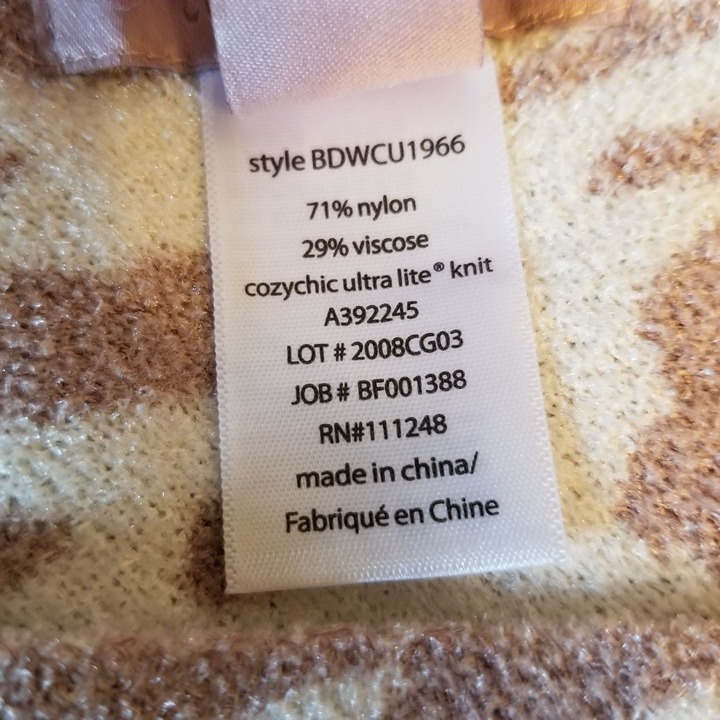 style BDWCU1966
71% nylon
29% viscose
cozychic ultra lite® knit
A392245
LOT # 2008CG03
JOB # BF001388
RN#111248
made in china/
Fabriqué en Chine